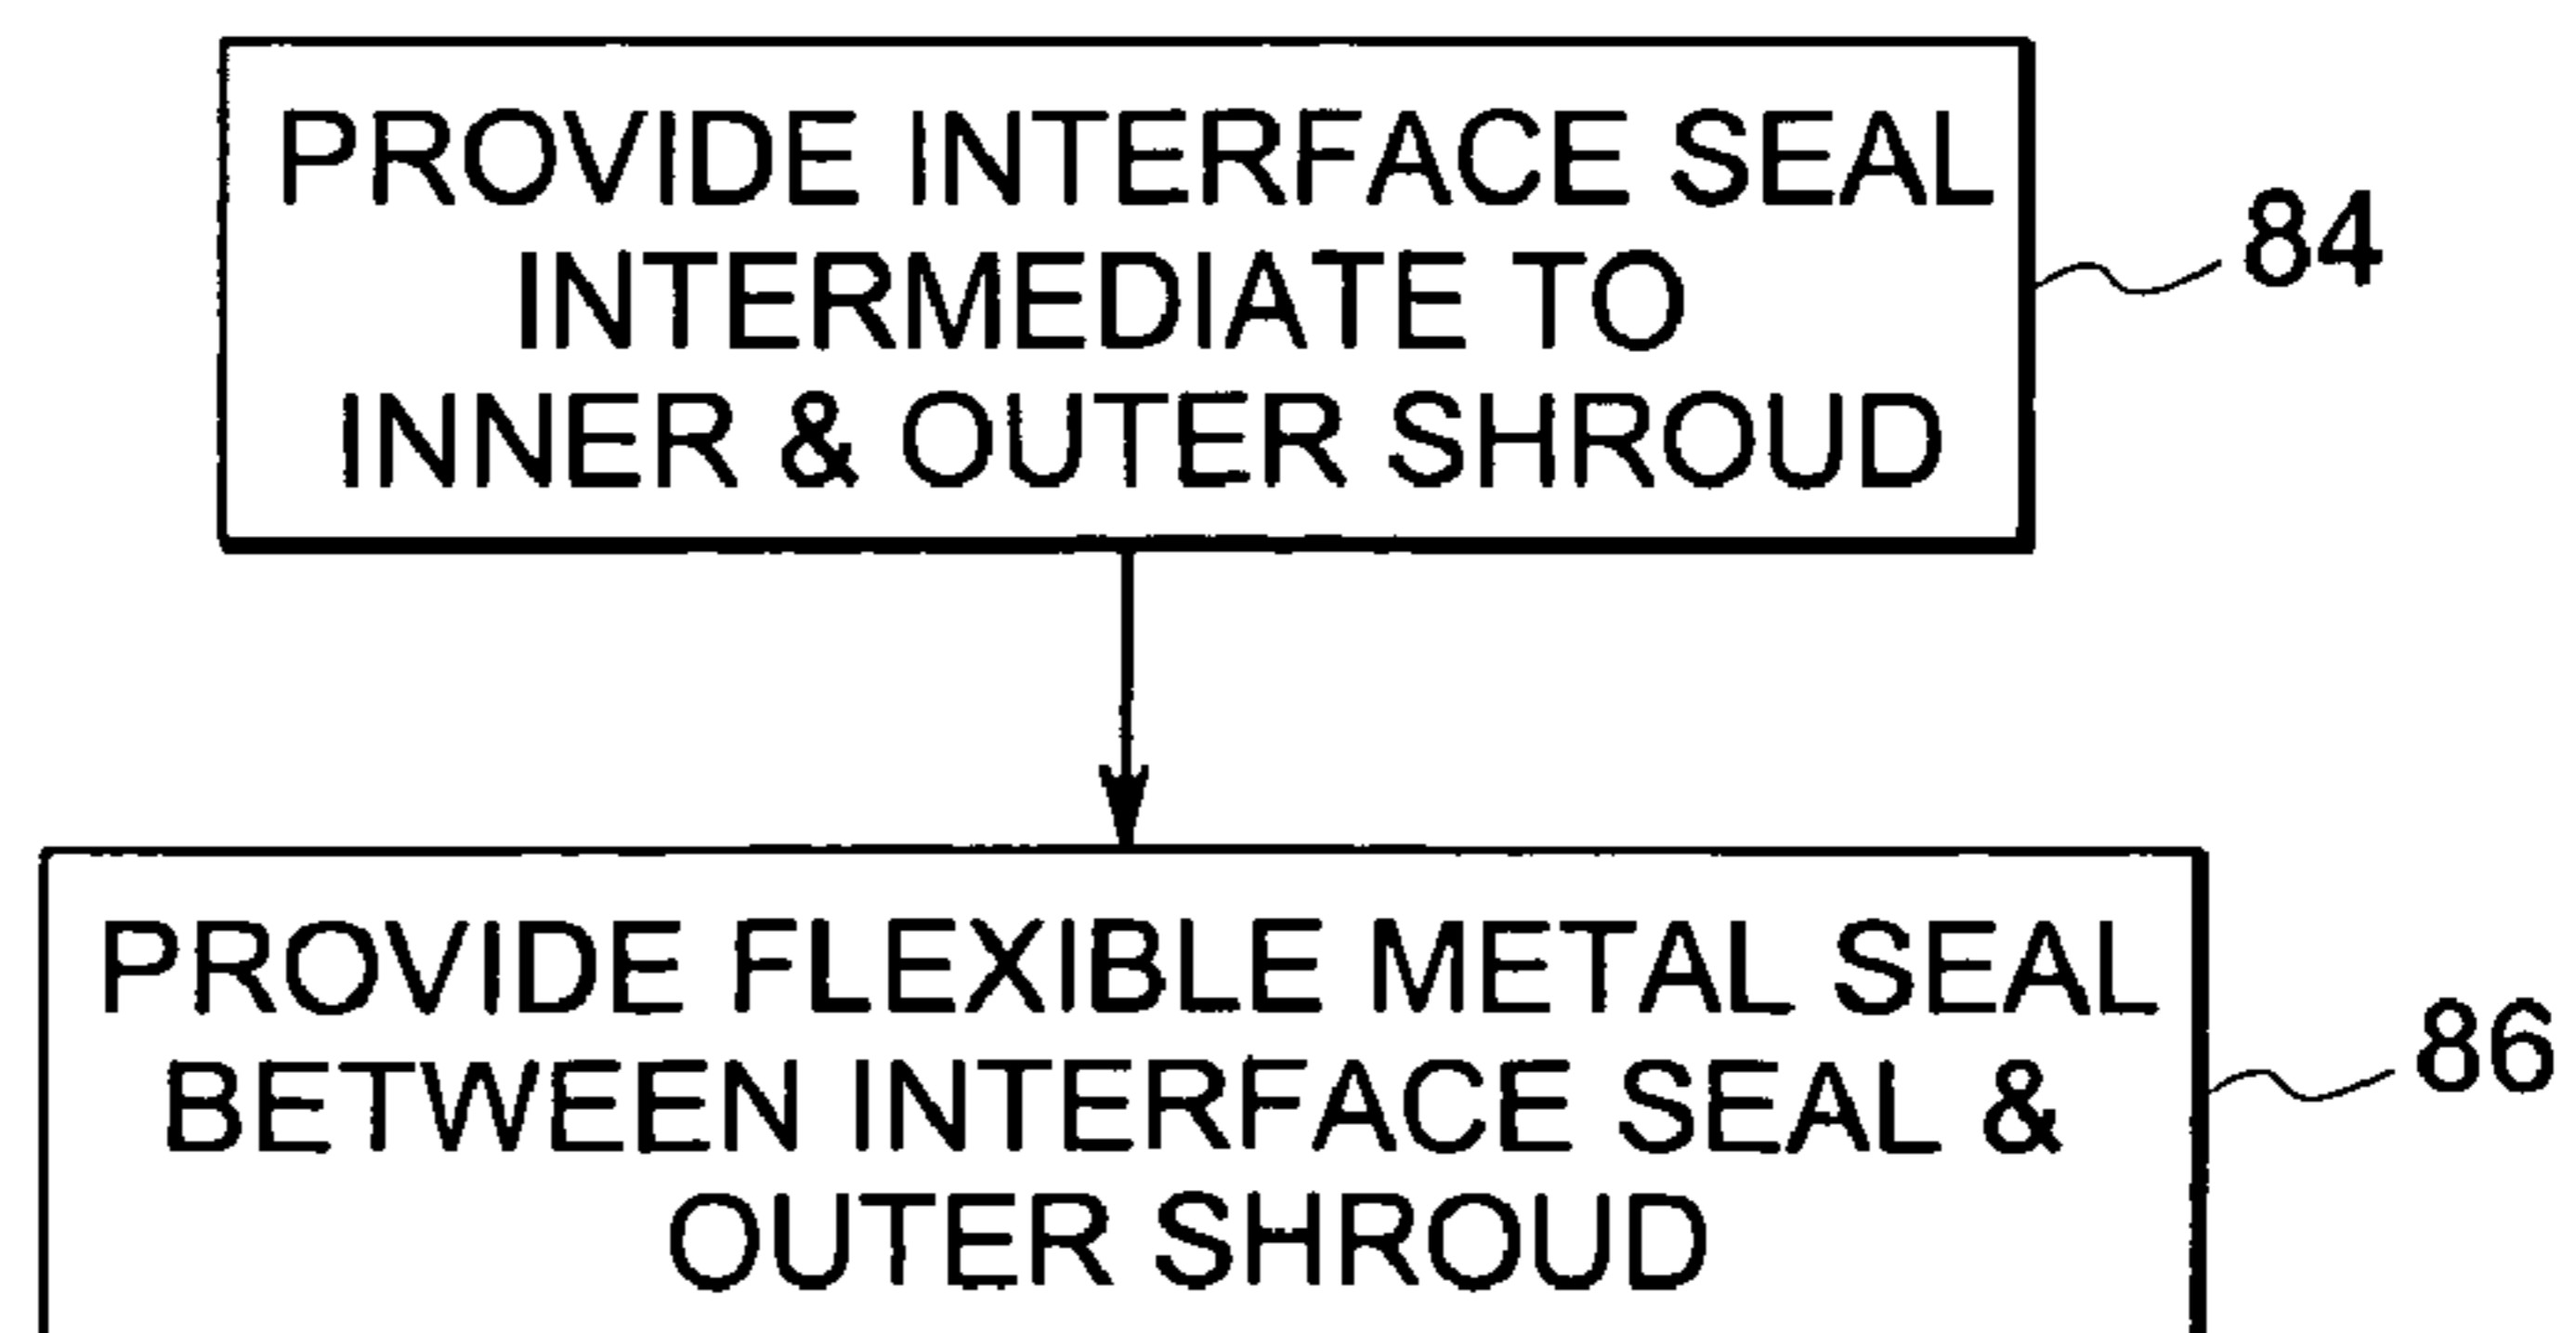 PROVIDE INTERFACE SEAL
INTERMEDIATE TO
INNER & OUTER SHROUD
84
PROVIDE FLEXIBLE METAL SEAL
BETWEEN INTERFACE SEAL &
OUTER SHROUD
86